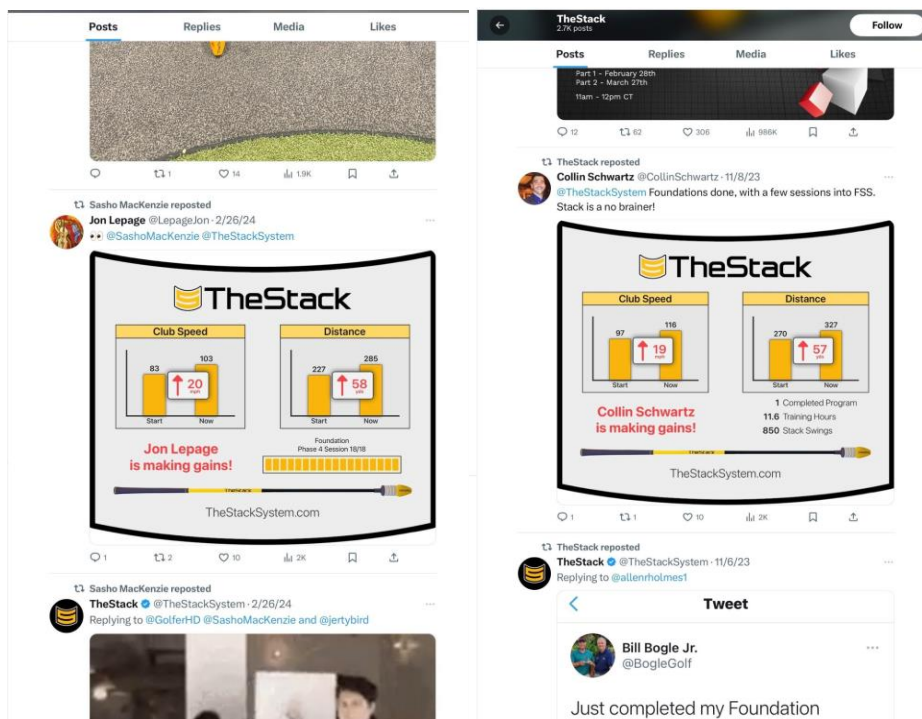 Posts Replies Media Likes
1 14 1.9K
Sasho MacKenzie reposted
Jon Lepage @LepageJon · 2/26/24
👀 @SashoMacKenzie @TheStackSystem
TheStack
Club Speed
83
103
20
mph
Start Now
Distance
227
285
58
yds
Start Now
Jon Lepage
is making gains!
Foundation
Phase 4 Session 18/18
TheStack
TheStackSystem.com
1 2 10 2K
Sasho MacKenzie reposted
TheStack @TheStackSystem · 2/26/24
Replying to @GolferHD @SashoMacKenzie and @jertybird
TheStack
2.7K posts
Follow
Posts Replies Media Likes
Part 1 - February 28th
Part 2 - March 27th
11am - 12pm CT
12 62 306 986K
TheStack reposted
Collin Schwartz @CollinSchwartz · 11/8/23
@TheStackSystem Foundations done, with a few sessions into FSS.
Stack is a no brainer!
TheStack
Club Speed
97
116
19
mph
Start Now
Distance
270
327
57
yds
Start Now
Collin Schwartz
is making gains!
1 Completed Program
11.6 Training Hours
850 Stack Swings
TheStack
TheStackSystem.com
1 1 10 2K
TheStack reposted
TheStack @TheStackSystem · 11/6/23
Replying to @allenrholmes1
Tweet
Bill Bogle Jr.
@BogleGolf
Just completed my Foundation